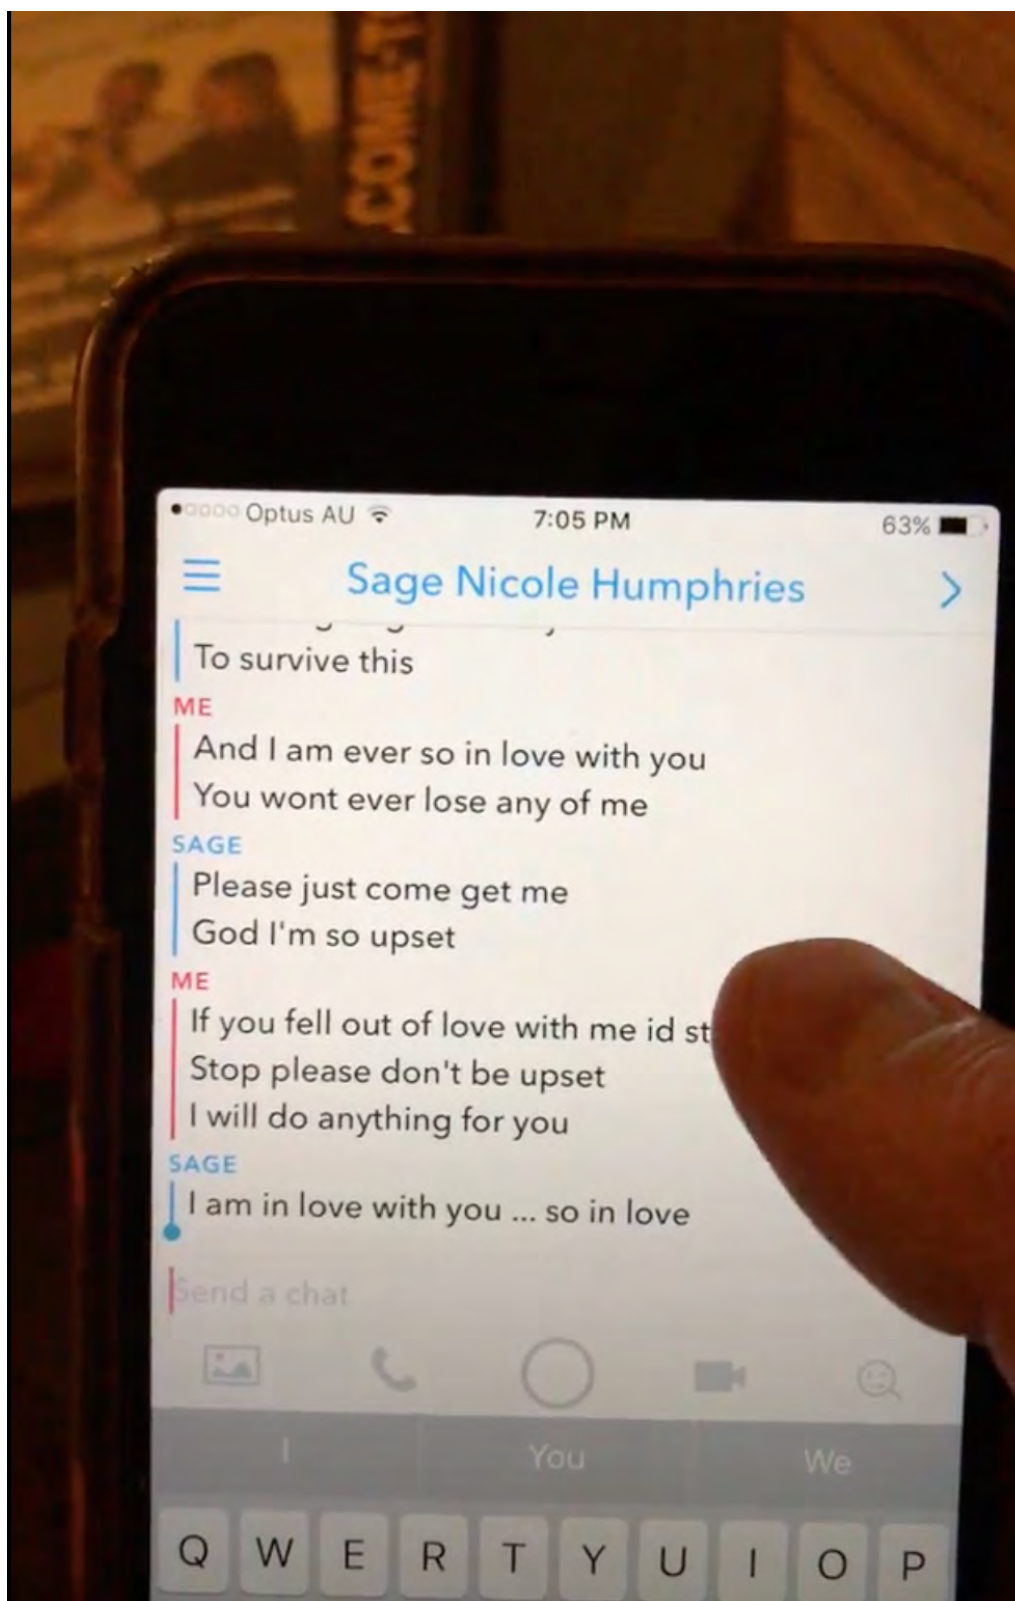 COME
Optus AU
7:05 PM
63%
Sage Nicole Humphries
To survive this
ME
And I am ever so in love with you
You wont ever lose any of me
SAGE
Please just come get me
God I'm so upset
ME
If you fell out of love with me id st
Stop please don't be upset
I will do anything for you
SAGE
I am in love with you ... so in love
Send a chat
I
You
We
Q W E R T Y U I O P